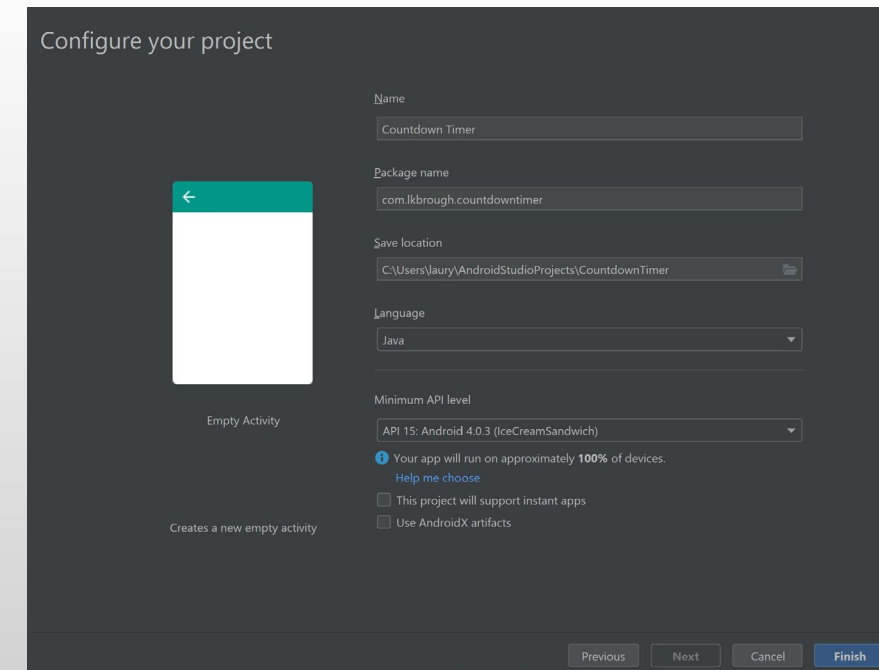 Configure your project
Name
Countdown Timer
Package name
com.lkbrough.countdowntimer
Save location
C:\Users\laury\AndroidStudioProjects\CountdownTimer
Language
Java
Minimum API level
Empty Activity
API 15: Android 4.0.3 (IceCreamSandwich)
Your app will run on approximately 100% of devices.
Help me choose
This project will support instant apps
Use AndroidX artifacts
Creates a new empty activity
Previous
Next
Cancel
Finish